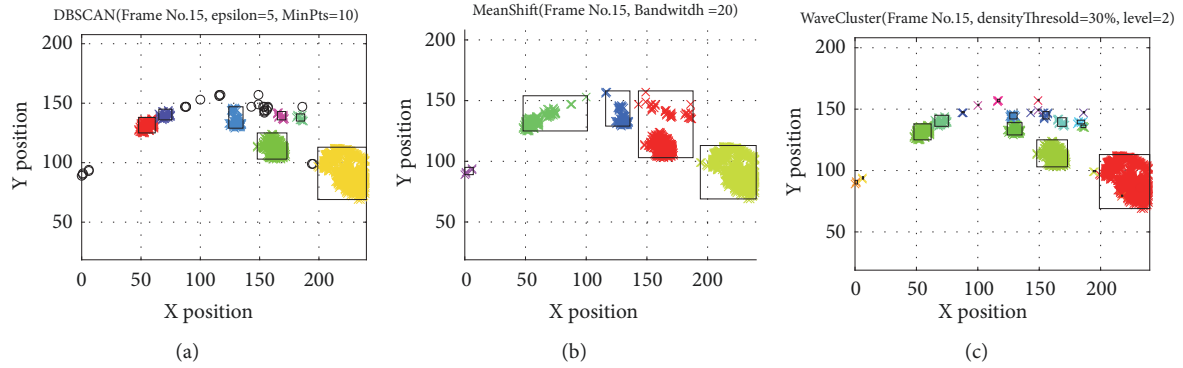 DBSCAN(Frame No.15, epsilon=5, MinPts=10)
200
150
100
50
Y position
0 50 100 150 200
X position
(a)
MeanShift(Frame No.15, Bandwitdh =20)
200
150
100
50
Y position
0 50 100 150 200
X position
(b)
WaveCluster(Frame No.15, densityThresold=30%, level=2)
200
150
100
50
Y position
0 50 100 150 200
X position
(c)